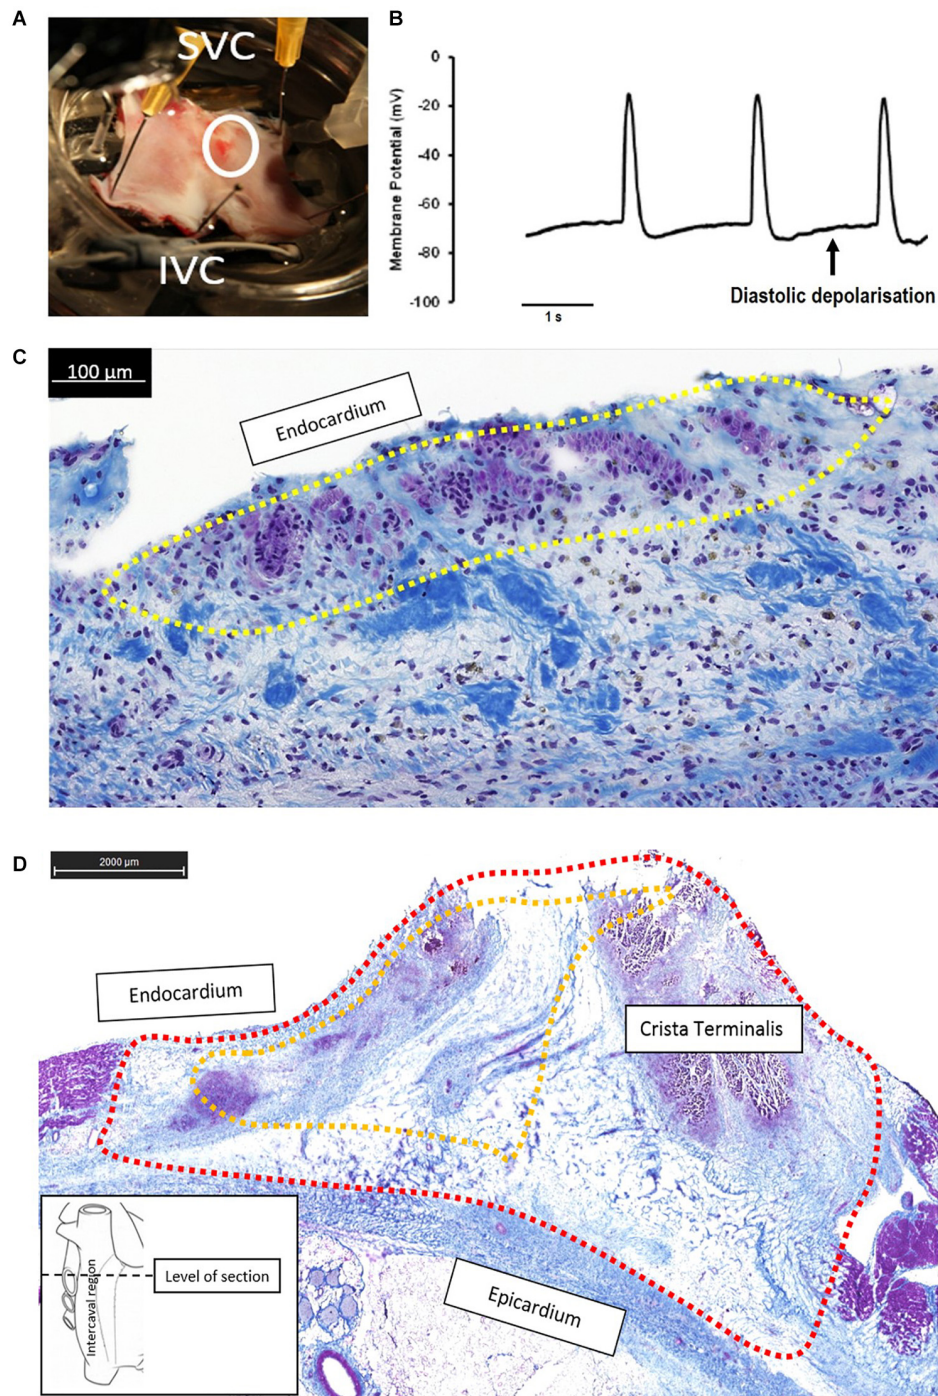 A
SVC
IVC
B
Membrane Potential (mV)
0
-20
-40
-60
-80
-100
1 s
Diastolic depolarisation
C
100 µm
Endocardium
D
2000 µm
Endocardium
Crista Terminalis
Epicardium
Intercaval region
Level of section